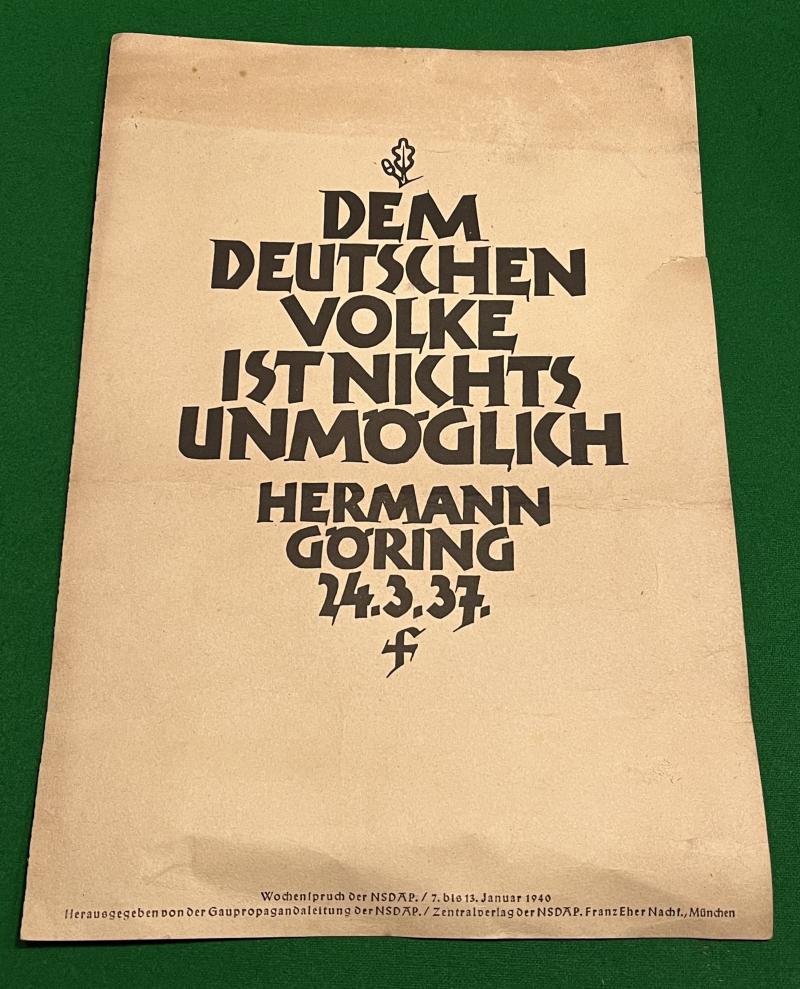 DEM
DEUTSCHEN
VOLKE
IST NICHTS
UNMÖGLICH
HERMANN
GÖRING
24.3.37.
f
Wochenspruch der NSDAP. / 7. bis 13. Januar 1940
Herausgegeben von der Gaupropagandaleitung der NSDAP. / Zentralverlag der NSDAP. Franz Eher Nachf., München